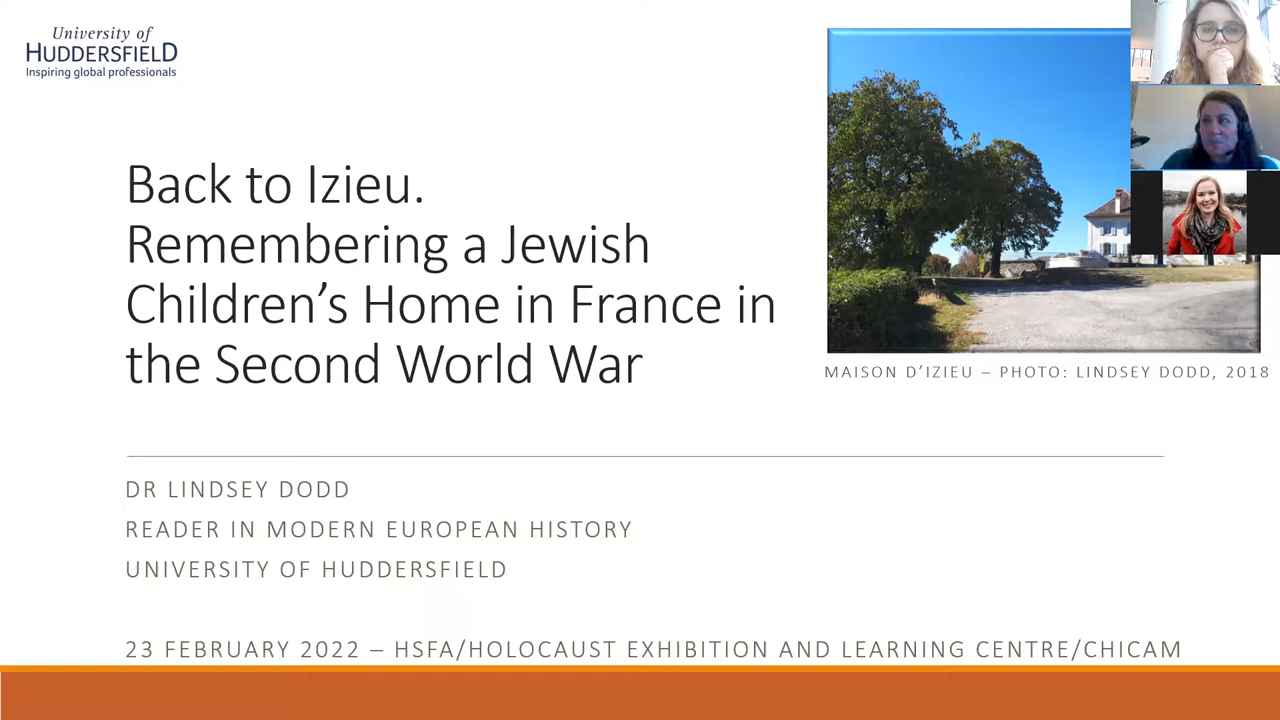 University of
HUDDERSFIELD
Inspiring global professionals
Back to Izieu.
Remembering a Jewish
Children’s Home in France in
the Second World War
MAISON D’IZIEU – PHOTO: LINDSEY DODD, 2018
DR LINDSEY DODD
READER IN MODERN EUROPEAN HISTORY
UNIVERSITY OF HUDDERSFIELD
23 FEBRUARY 2022 – HSFA/HOLOCAUST EXHIBITION AND LEARNING CENTRE/CHICAM